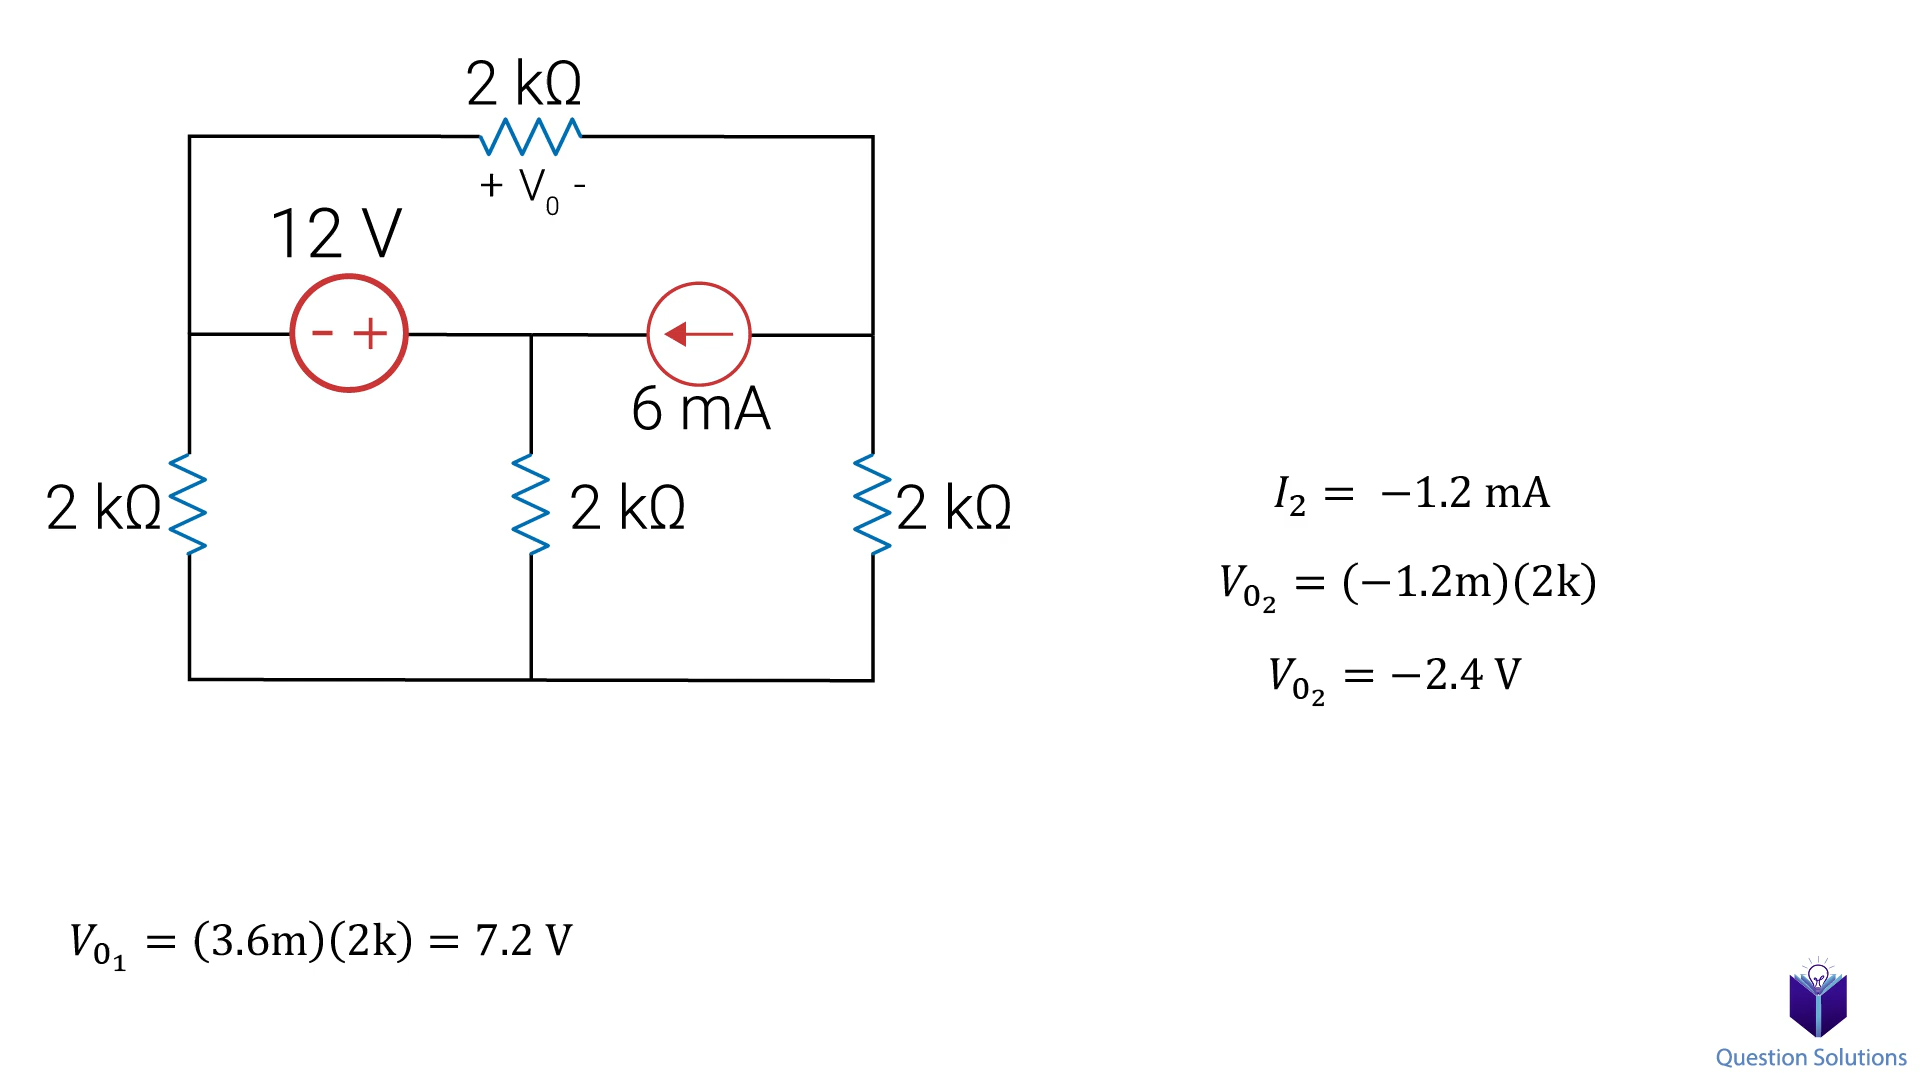 2 kΩ
+ V₀ -
12 V
- +
6 mA
2 kΩ
2 kΩ
2 kΩ
I₂ = −1.2 mA
V₀₂ = (−1.2m)(2k)
V₀₂ = −2.4 V
V₀₁ = (3.6m)(2k) = 7.2 V
Question Solutions